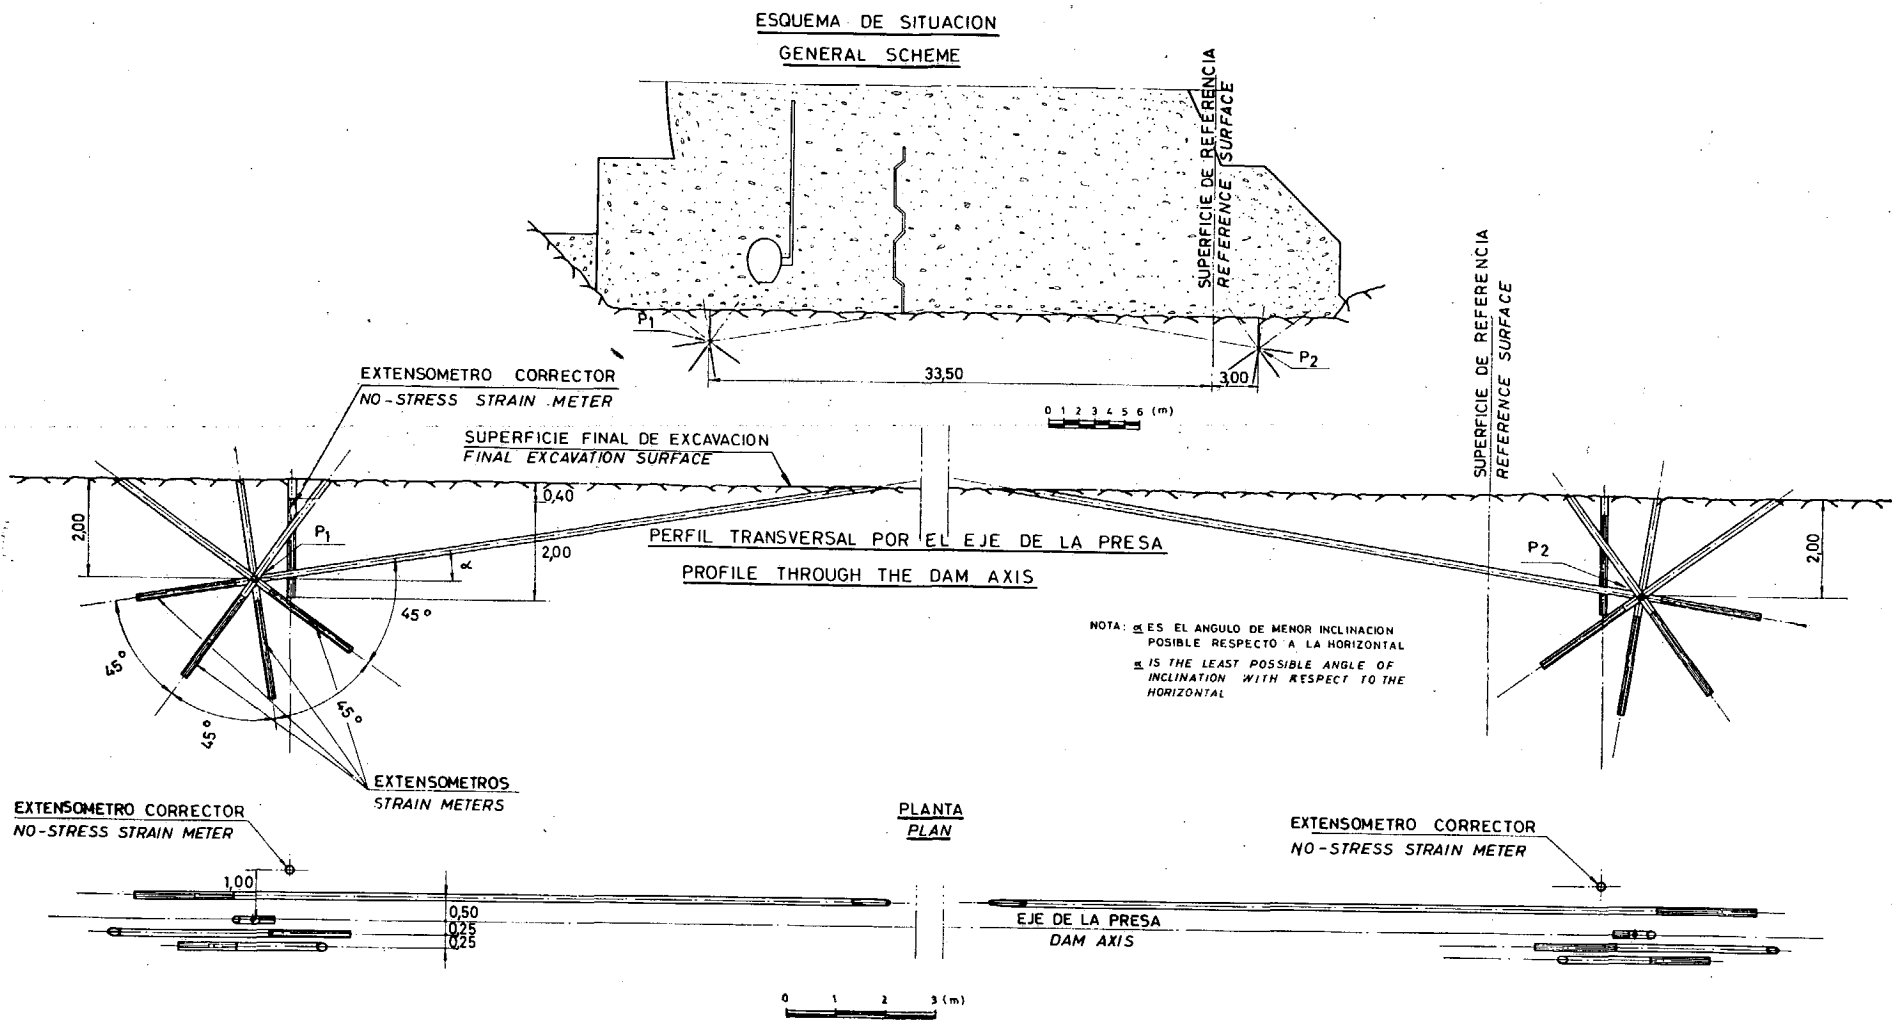 ESQUEMA DE SITUACION
GENERAL SCHEME
SUPERFICIE DE REFERENCIA
REFERENCE SURFACE
P1
P2
33,50
3,00
0 1 2 3 4 5 6 (m)
EXTENSOMETRO CORRECTOR
NO-STRESS STRAIN METER
SUPERFICIE FINAL DE EXCAVACION
FINAL EXCAVATION SURFACE
SUPERFICIE DE REFERENCIA
REFERENCE SURFACE
2,00
P1
0,40
2,00
α
45°
45°
45°
45°
PERFIL TRANSVERSAL POR EL EJE DE LA PRESA
PROFILE THROUGH THE DAM AXIS
P2
2,00
NOTA: α ES EL ANGULO DE MENOR INCLINACION
POSIBLE RESPECTO A LA HORIZONTAL
α IS THE LEAST POSSIBLE ANGLE OF
INCLINATION WITH RESPECT TO THE
HORIZONTAL
EXTENSOMETROS
STRAIN METERS
EXTENSOMETRO CORRECTOR
NO-STRESS STRAIN METER
PLANTA
PLAN
EXTENSOMETRO CORRECTOR
NO-STRESS STRAIN METER
1,00
0,50
0,25
0,25
EJE DE LA PRESA
DAM AXIS
0 1 2 3 (m)